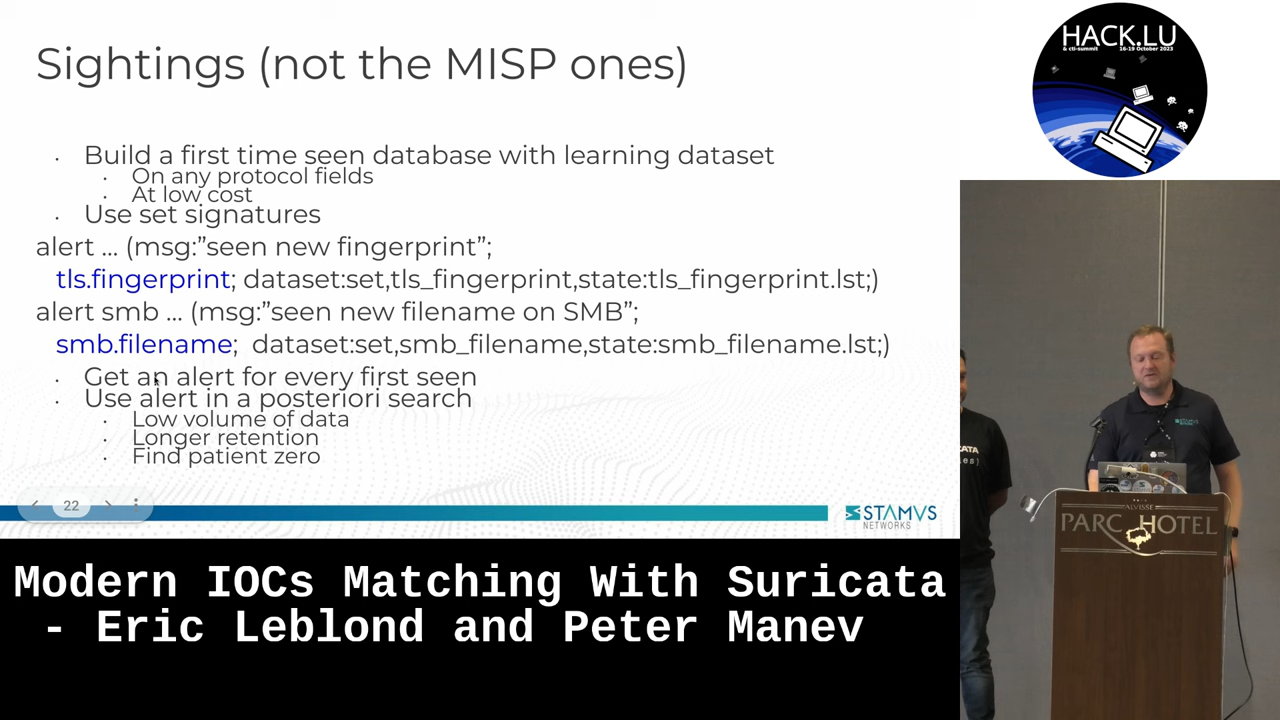 Sightings (not the MISP ones)
· Build a first time seen database with learning dataset
· On any protocol fields
· At low cost
· Use set signatures
alert ... (msg:”seen new fingerprint”;
tls.fingerprint; dataset:set,tls_fingerprint,state:tls_fingerprint.lst;)
alert smb ... (msg:”seen new filename on SMB”;
smb.filename; dataset:set,smb_filename,state:smb_filename.lst;)
· Get an alert for every first seen
· Use alert in a posteriori search
· Low volume of data
· Longer retention
· Find patient zero
22
STAMVS
NETWORKS
Modern IOCs Matching With Suricata
- Eric Leblond and Peter Manev
HACK.LU
& cti-summit 16-19 October 2023
ALVISSE
PARC HOTEL